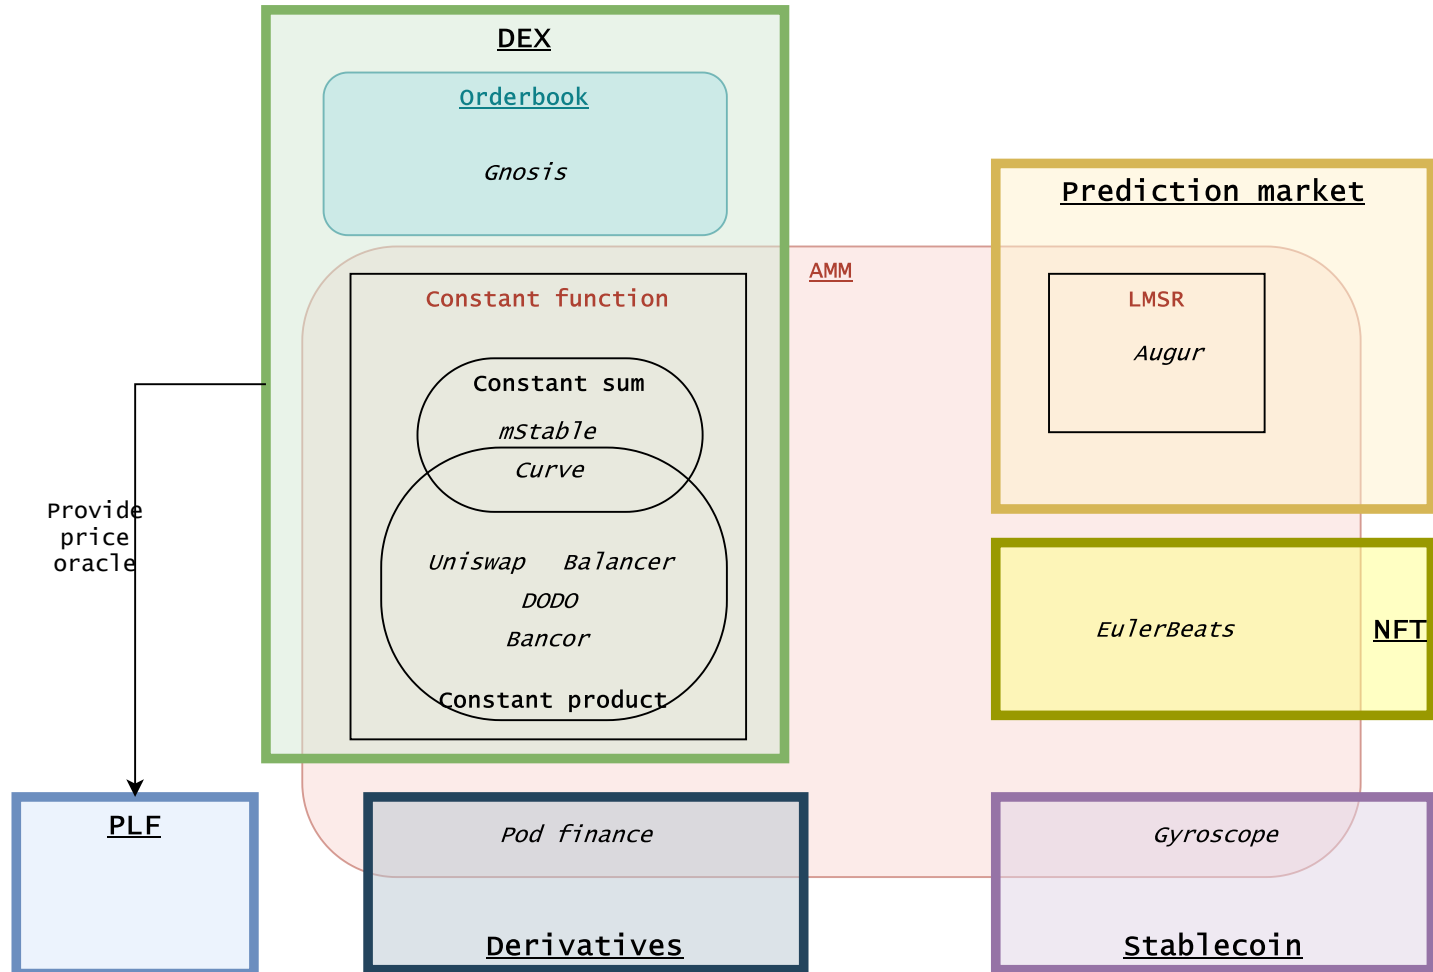 DEX
Orderbook
Gnosis
Prediction market
AMM
Constant function
LMSR
Augur
Constant sum
mStable
Curve
Provide
price
oracle
Uniswap Balancer
DODO
Bancor
EulerBeats
NFT
Constant product
PLF
Pod finance
Gyroscope
Derivatives
Stablecoin